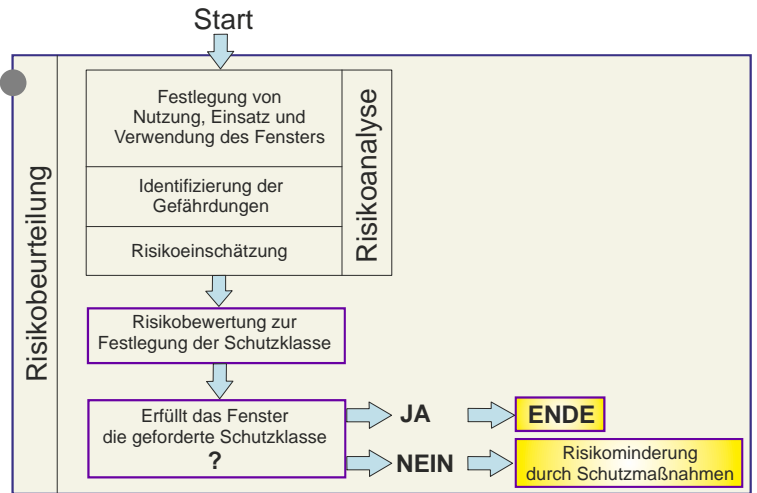 Start
Risikobeurteilung
Festlegung von
Nutzung, Einsatz und
Verwendung des Fensters
Identifizierung der
Gefährdungen
Risikoeinschätzung
Risikoanalyse
Risikobewertung zur
Festlegung der Schutzklasse
Erfüllt das Fenster
die geforderte Schutzklasse
?
JA
ENDE
NEIN
Risikominderung
durch Schutzmaßnahmen